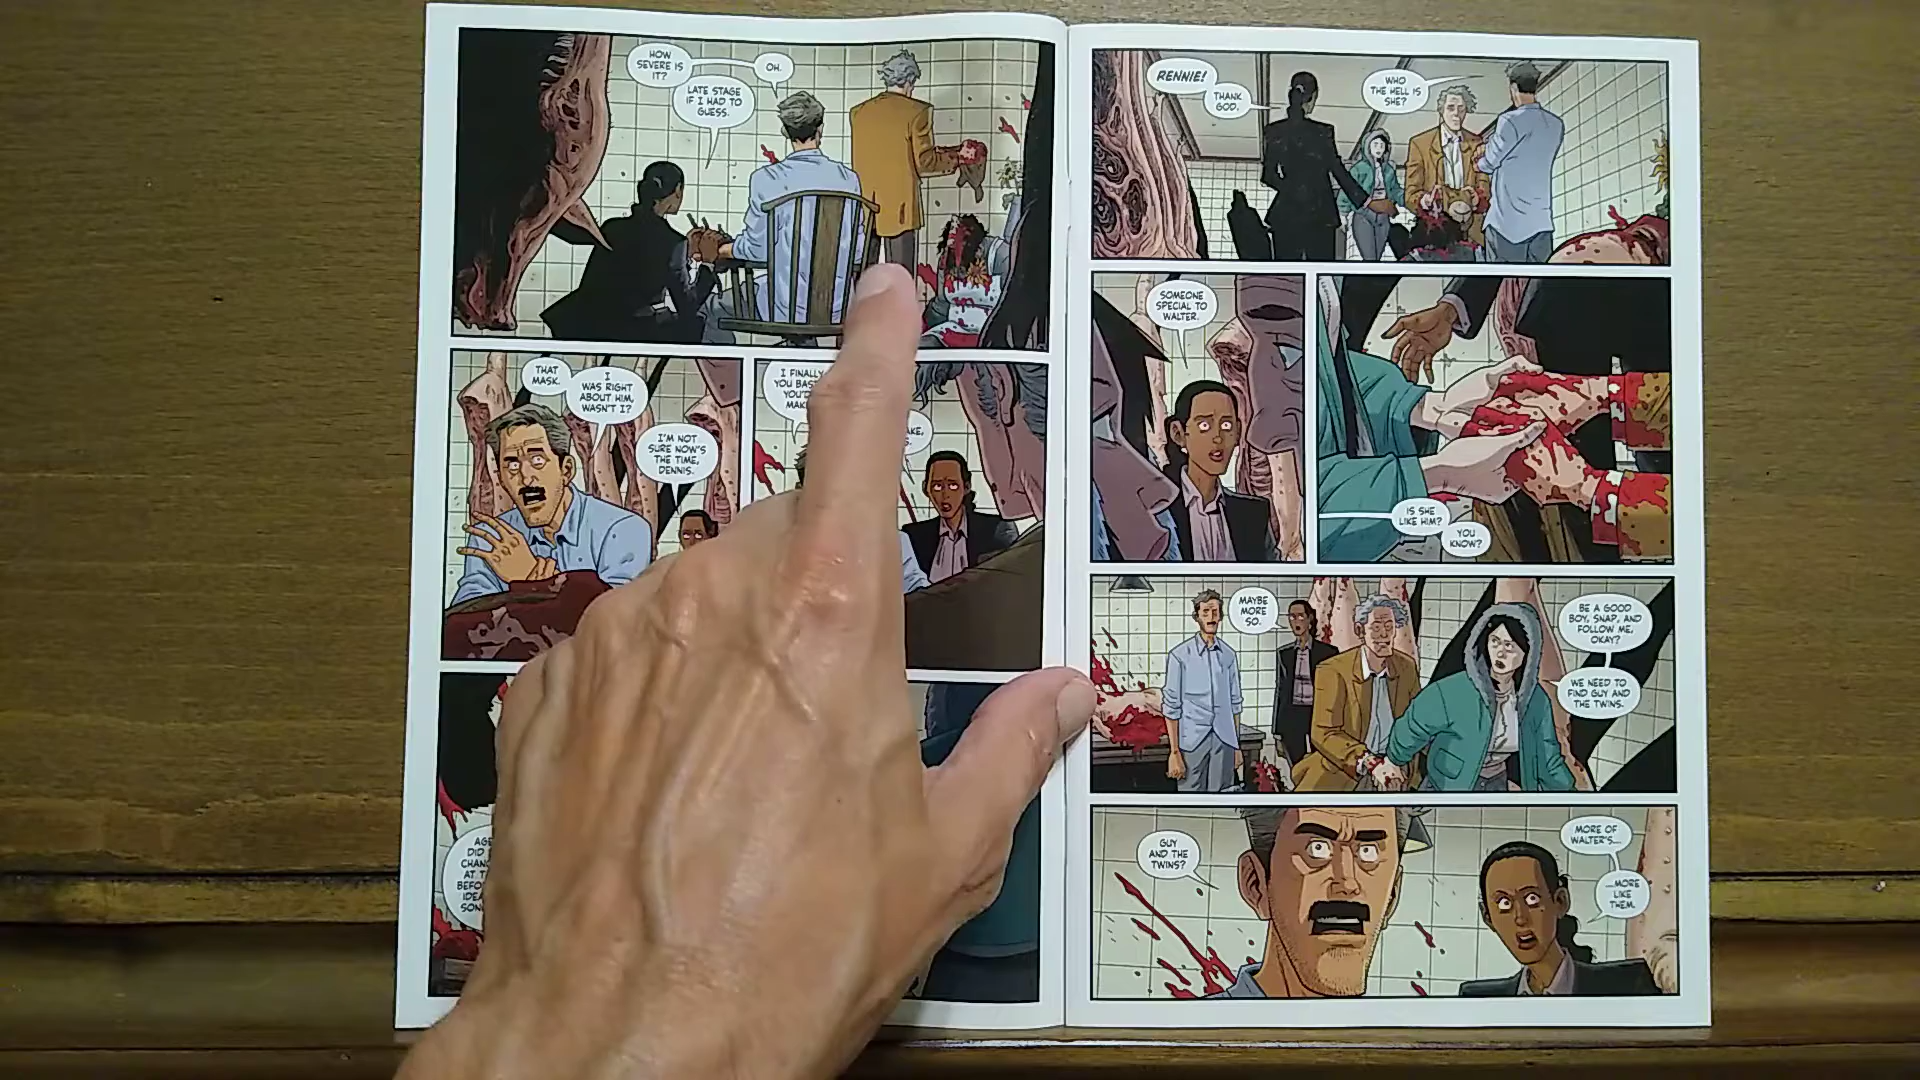 HOW
SEVERE IS
IT?
OH.
LATE STAGE
IF I HAD TO
GUESS.
THAT
MASK.
I
WAS RIGHT
ABOUT HIM,
WASN'T I?
I'M NOT
SURE NOW'S
THE TIME,
DENNIS.
I FINALLY
YOU
RENNIE!
THANK
GOD.
WHO
THE HELL IS
SHE?
SOMEONE
SPECIAL TO
WALTER.
IS SHE
LIKE HIM?
YOU
KNOW?
MAYBE
MORE
SO.
BE A GOOD
BOY, SNAP, AND
FOLLOW ME,
OKAY?
WE NEED TO
FIND GUY AND
THE TWINS.
GUY
AND THE
TWINS?
MORE OF
WALTER'S...
...MORE
LIKE
THEM.